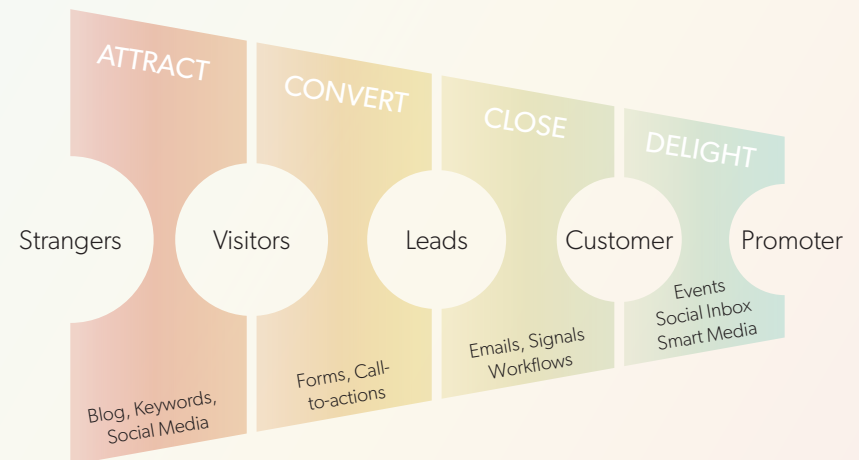 ATTRACT
CONVERT
CLOSE
DELIGHT
Strangers
Visitors
Leads
Customer
Promoter
Blog, Keywords,
Social Media
Forms, Call-
to-actions
Emails, Signals
Workflows
Events
Social Inbox
Smart Media